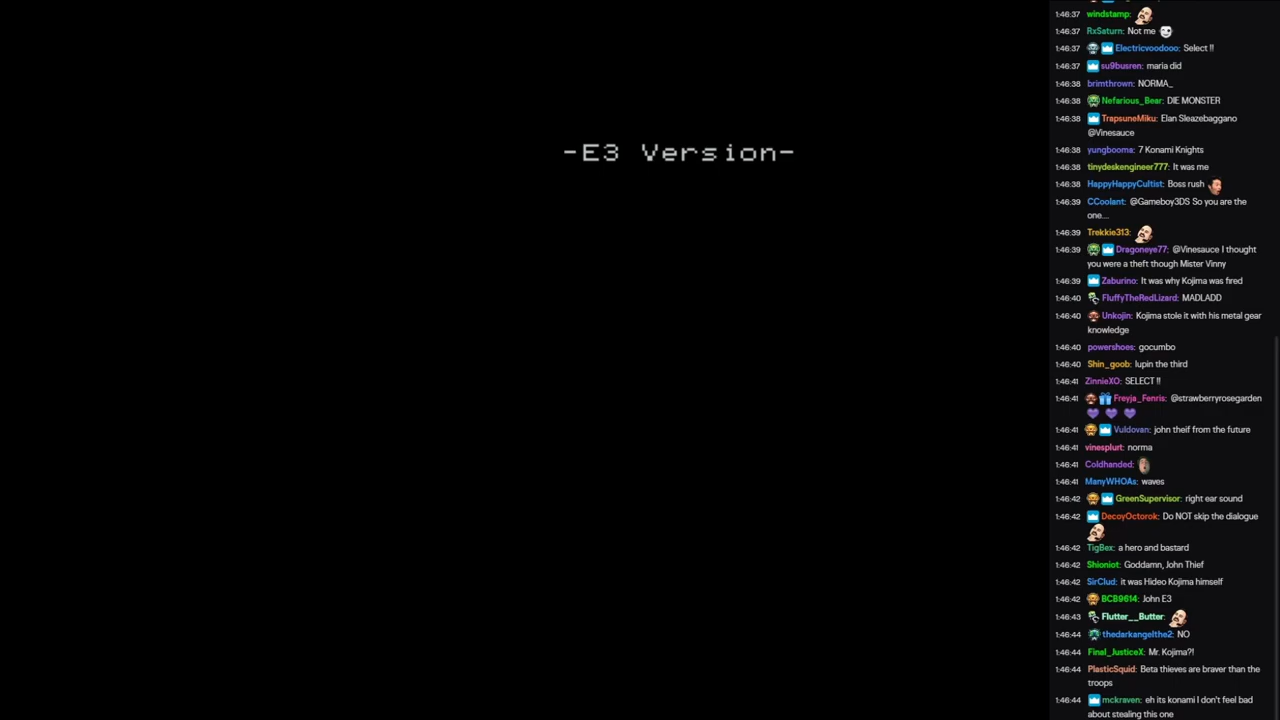 -E3 Version-
1:46:37 windstamp:
1:46:37 RxSaturn: Not me
1:46:37 Electricvoodooo: Select !!
1:46:37 su9busren: maria did
1:46:38 brimthrown: NORMA_
1:46:38 Nefarious_Bear: DIE MONSTER
1:46:38 TrapsuneMiku: Elan Sleazebaggano
@Vinesauce
1:46:38 yungbooma: 7 Konami Knights
1:46:38 tinydeskengineer777: It was me
1:46:38 HappyHappyCultist: Boss rush
1:46:39 CCoolant: @Gameboy3DS So you are the
one....
1:46:39 Trekkie313:
1:46:39 Dragoneye77: @Vinesauce I thought
you were a theft though Mister Vinny
1:46:39 Zaburino: It was why Kojima was fired
1:46:40 FluffyTheRedLizard: MADLADD
1:46:40 Unkojin: Kojima stole it with his metal gear
knowledge
1:46:40 powershoes: gocumbo
1:46:40 Shin_goob: lupin the third
1:46:41 ZinnieXO: SELECT !!
1:46:41 Freyja_Fenris: @strawberryrosegarden
1:46:41 Vuldovan: john theif from the future
1:46:41 vinesplurt: norma
1:46:41 Coldhanded:
1:46:41 ManyWHOAs: waves
1:46:42 GreenSupervisor: right ear sound
1:46:42 DecoyOctorok: Do NOT skip the dialogue
1:46:42 TigBex: a hero and bastard
1:46:42 Shioniot: Goddamn, John Thief
1:46:42 SirClud: it was Hideo Kojima himself
1:46:42 BCB9614: John E3
1:46:43 Flutter__Butter:
1:46:44 thedarkangelthe2: NO
1:46:44 Final_JusticeX: Mr. Kojima?!
1:46:44 PlasticSquid: Beta thieves are braver than the
troops
1:46:44 mckraven: eh its konami I don't feel bad
about stealing this one